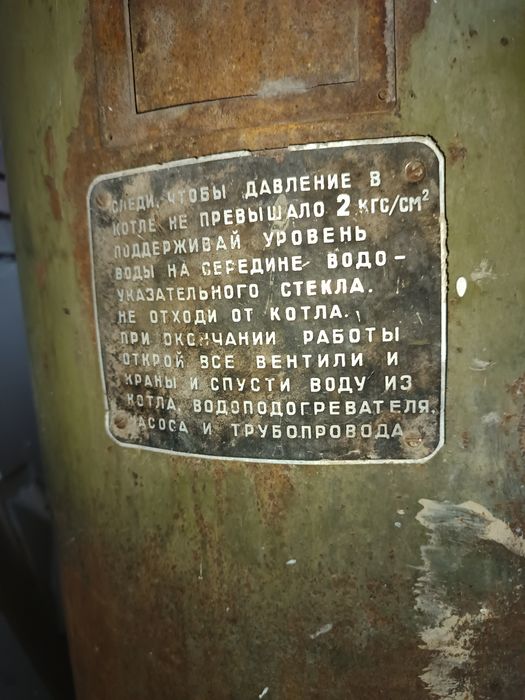 СЛЕДИ, ЧТОБЫ ДАВЛЕНИЕ В
КОТЛЕ НЕ ПРЕВЫШАЛО 2 КГС/СМ²
ПОДДЕРЖИВАЙ УРОВЕНЬ
ВОДЫ НА СЕРЕДИНЕ ВОДО-
УКАЗАТЕЛЬНОГО СТЕКЛА.
НЕ ОТХОДИ ОТ КОТЛА.
ПРИ ОКОНЧАНИИ РАБОТЫ
ОТКРОЙ ВСЕ ВЕНТИЛИ И
КРАНЫ И СПУСТИ ВОДУ ИЗ
КОТЛА, ВОДОПОДОГРЕВАТЕЛЯ,
НАСОСА И ТРУБОПРОВОДА